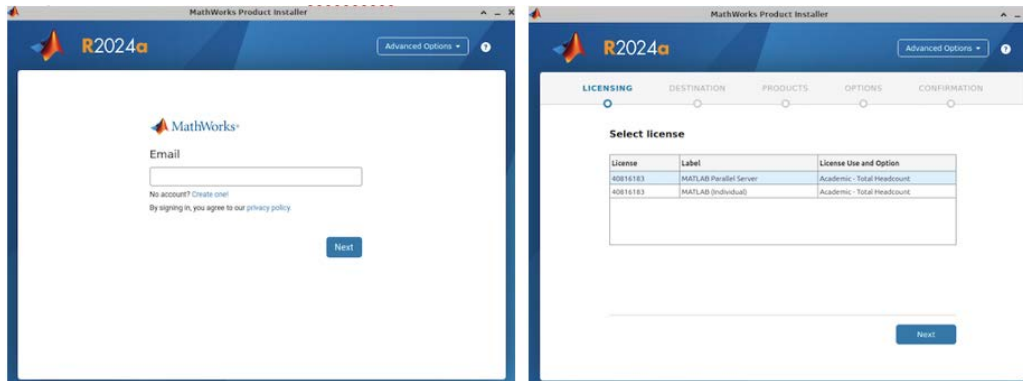 MathWorks Product Installer
R2024a
Advanced Options
?
MathWorks®
Email
No account? Create one!
By signing in, you agree to our privacy policy
Next
MathWorks Product Installer
R2024a
Advanced Options
?
LICENSING DESTINATION PRODUCTS OPTIONS CONFIRMATION
Select license
License Label License Use and Option
40816183 MATLAB Parallel Server Academic - Total Headcount
40816183 MATLAB (Individual) Academic - Total Headcount
Next